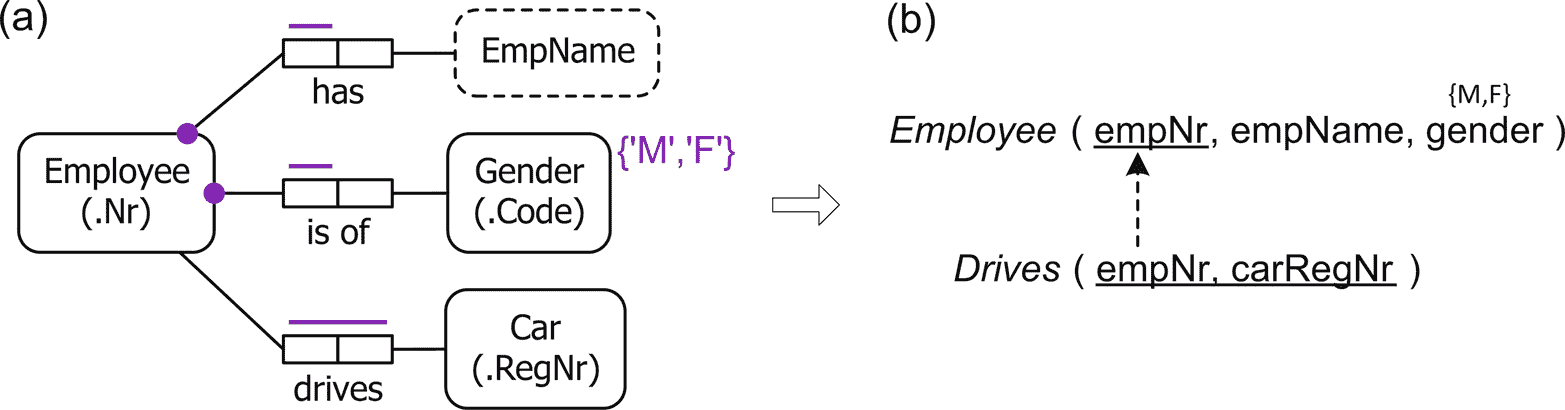 (a)
EmpName
has
Employee
(.Nr)
is of
Gender
(.Code)
{'M','F'}
drives
Car
(.RegNr)
(b)
{M,F}
Employee ( empNr, empName, gender )
Drives ( empNr, carRegNr )